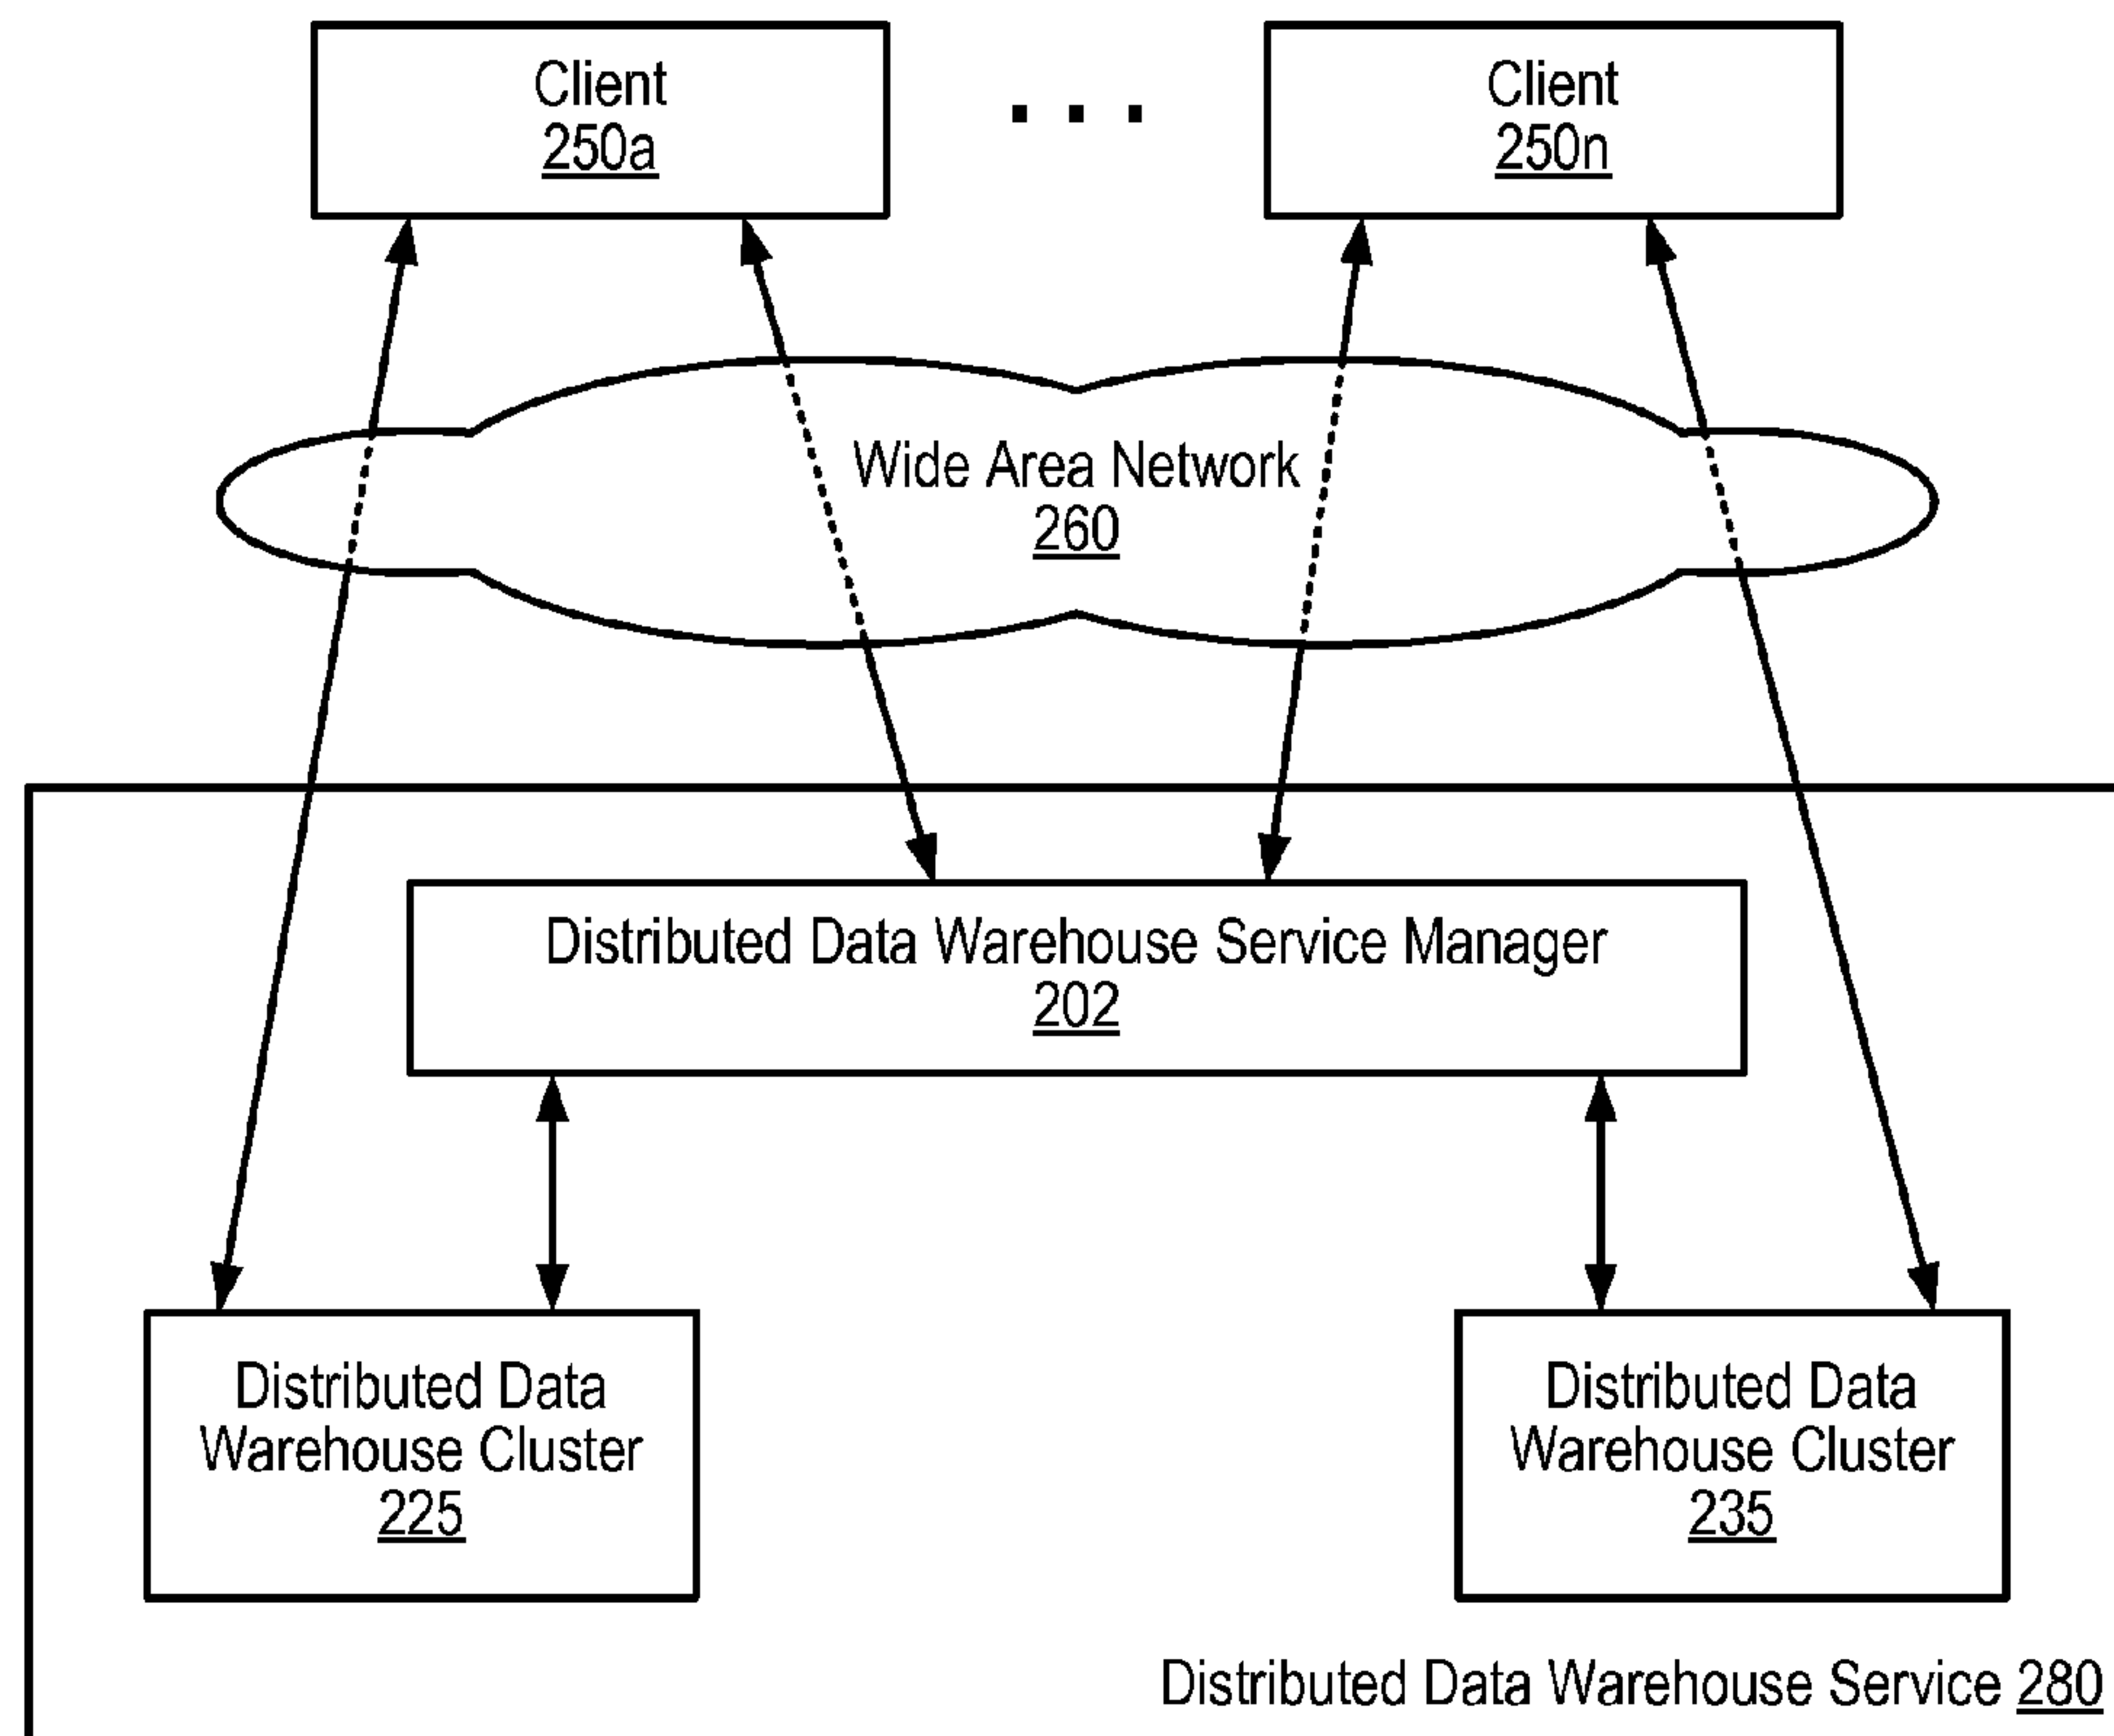 Client
250a
. . .
Client
250n
Wide Area Network
260
Distributed Data Warehouse Service Manager
202
Distributed Data
Warehouse Cluster
225
Distributed Data
Warehouse Cluster
235
Distributed Data Warehouse Service 280